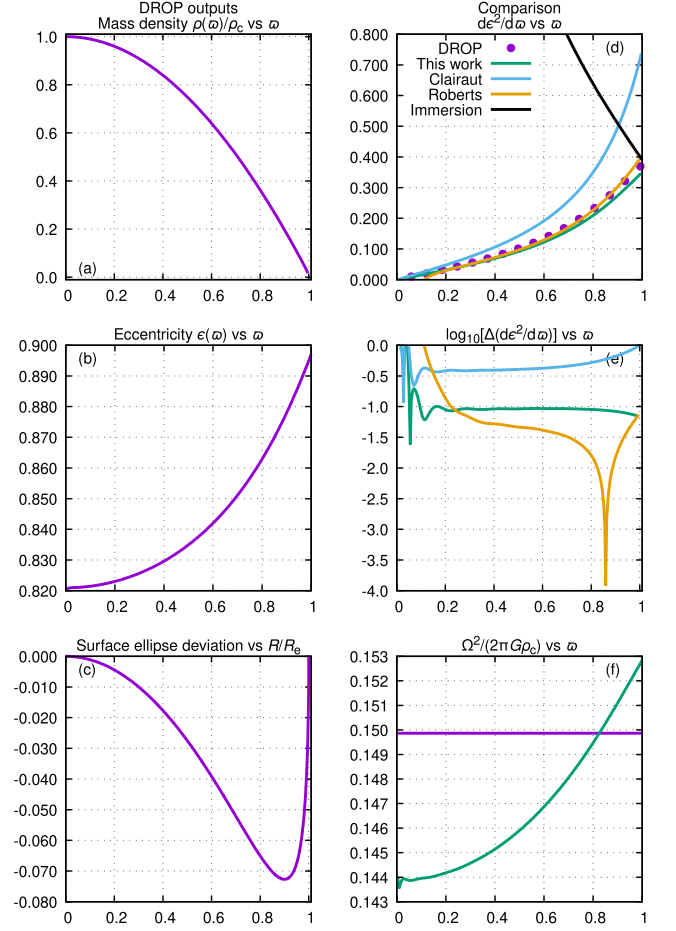 DROP outputs
Mass density ρ(ϖ)/ρc vs ϖ
1.0
0.8
0.6
0.4
0.2
0.0
(a)
0 0.2 0.4 0.6 0.8 1
Comparison
dϵ²/dϖ vs ϖ
0.800
0.700
0.600
0.500
0.400
0.300
0.200
0.100
0.000
(d)
DROP
This work
Clairaut
Roberts
Immersion
0 0.2 0.4 0.6 0.8 1
Eccentricity ϵ(ϖ) vs ϖ
0.900
0.890
0.880
0.870
0.860
0.850
0.840
0.830
0.820
(b)
0 0.2 0.4 0.6 0.8 1
log10[Δ(dϵ²/dϖ)] vs ϖ
0.0
-0.5
-1.0
-1.5
-2.0
-2.5
-3.0
-3.5
-4.0
(e)
0 0.2 0.4 0.6 0.8 1
Surface ellipse deviation vs R/Re
0.000
-0.010
-0.020
-0.030
-0.040
-0.050
-0.060
-0.070
-0.080
(c)
0 0.2 0.4 0.6 0.8 1
Ω²/(2πGρc) vs ϖ
0.153
0.152
0.151
0.150
0.149
0.148
0.147
0.146
0.145
0.144
0.143
(f)
0 0.2 0.4 0.6 0.8 1